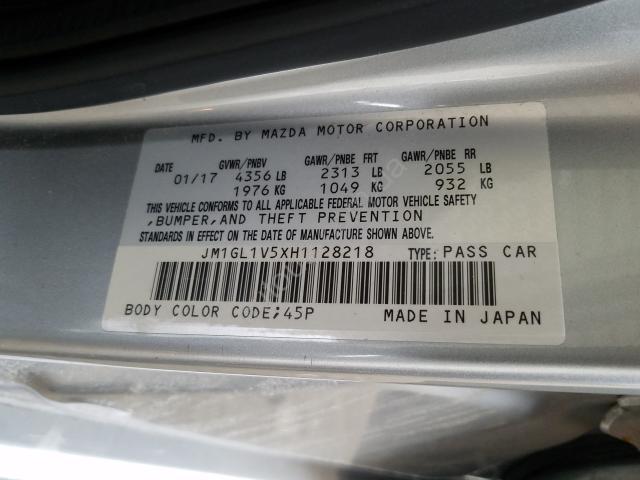 MFD. BY MAZDA MOTOR CORPORATION
DATE GVWR/PNBV GAWR/PNBE FRT GAWR/PNBE RR
01/17 4356 LB 2313 LB 2055 LB
1976 KG 1049 KG 932 KG
THIS VEHICLE CONFORMS TO ALL APPLICABLE FEDERAL MOTOR VEHICLE SAFETY
,BUMPER,AND THEFT PREVENTION
STANDARDS IN EFFECT ON THE DATE OF MANUFACTURE SHOWN ABOVE.
JM1GL1V5XH1128218 TYPE: PASS CAR
BODY COLOR CODE;45P MADE IN JAPAN